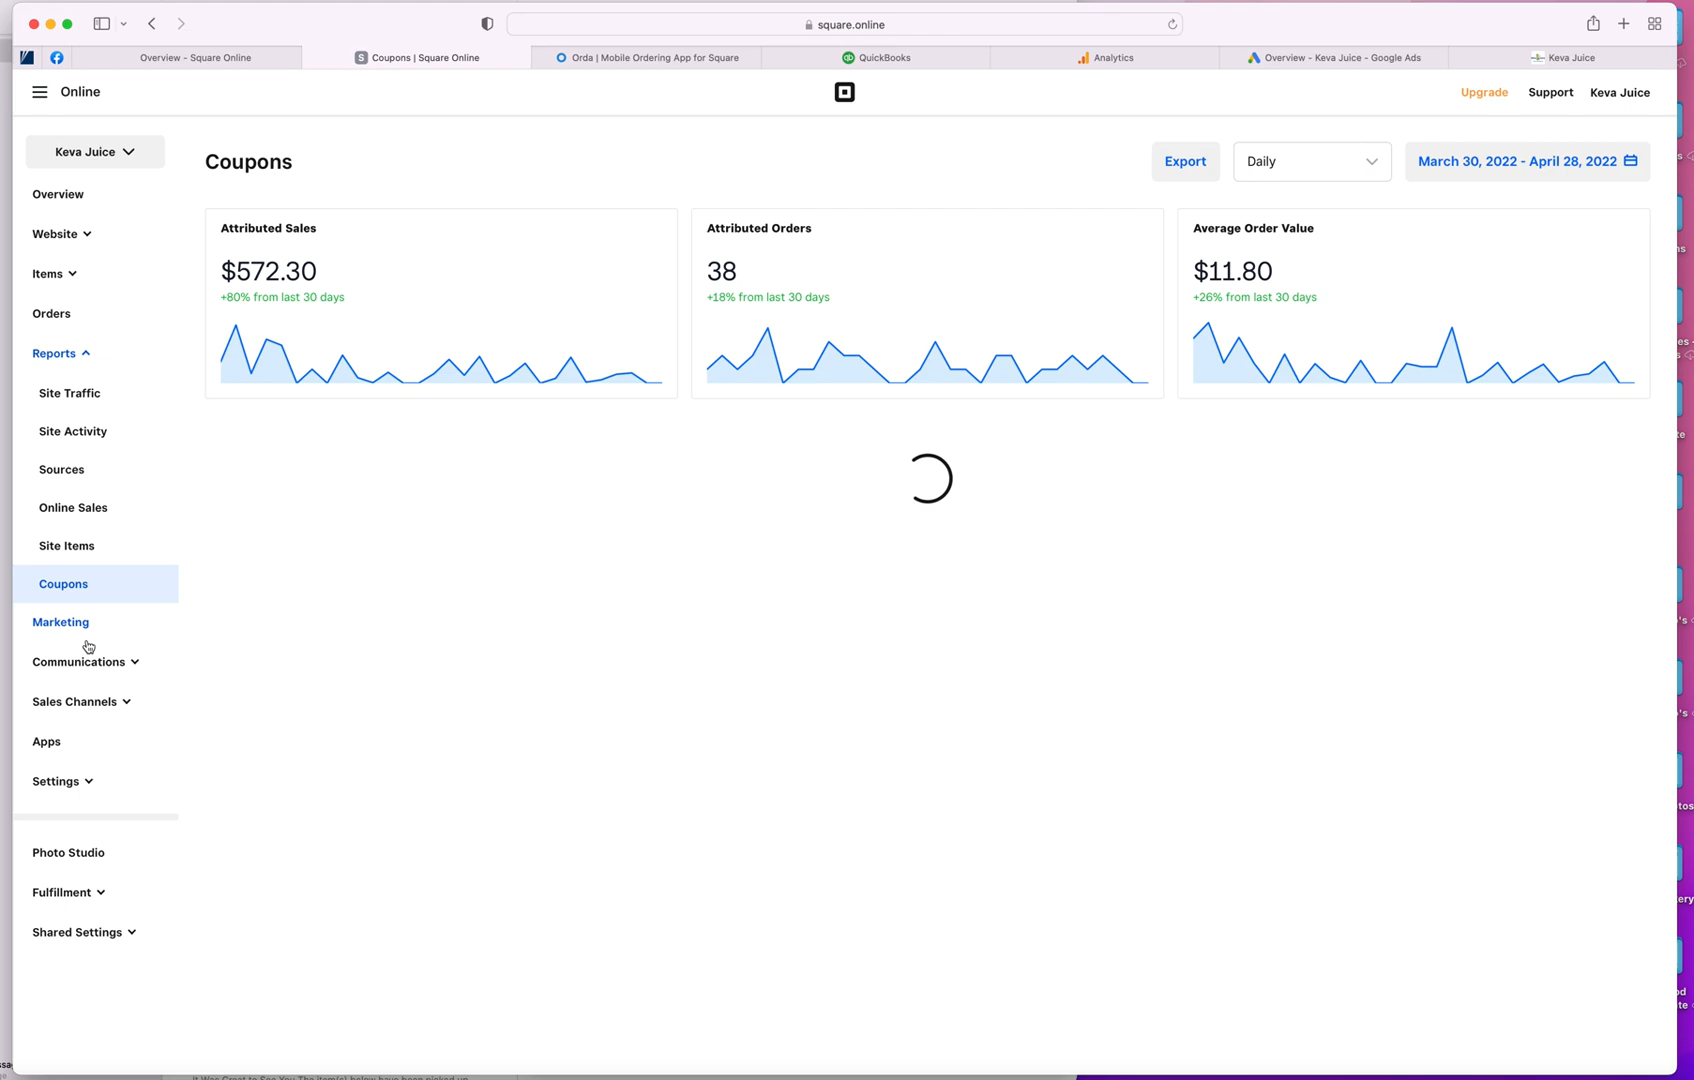 square.online
Overview - Square Online
Coupons | Square Online
Orda | Mobile Ordering App for Square
QuickBooks
Analytics
Overview - Keva Juice - Google Ads
Keva Juice
Online
Upgrade
Support
Keva Juice
Keva Juice
Coupons
Export
Daily
March 30, 2022 - April 28, 2022
Overview
Website
Items
Orders
Reports
Site Traffic
Site Activity
Sources
Online Sales
Site Items
Coupons
Marketing
Communications
Sales Channels
Apps
Settings
Photo Studio
Fulfillment
Shared Settings
Attributed Sales
$572.30
+80% from last 30 days
Attributed Orders
38
+18% from last 30 days
Average Order Value
$11.80
+26% from last 30 days